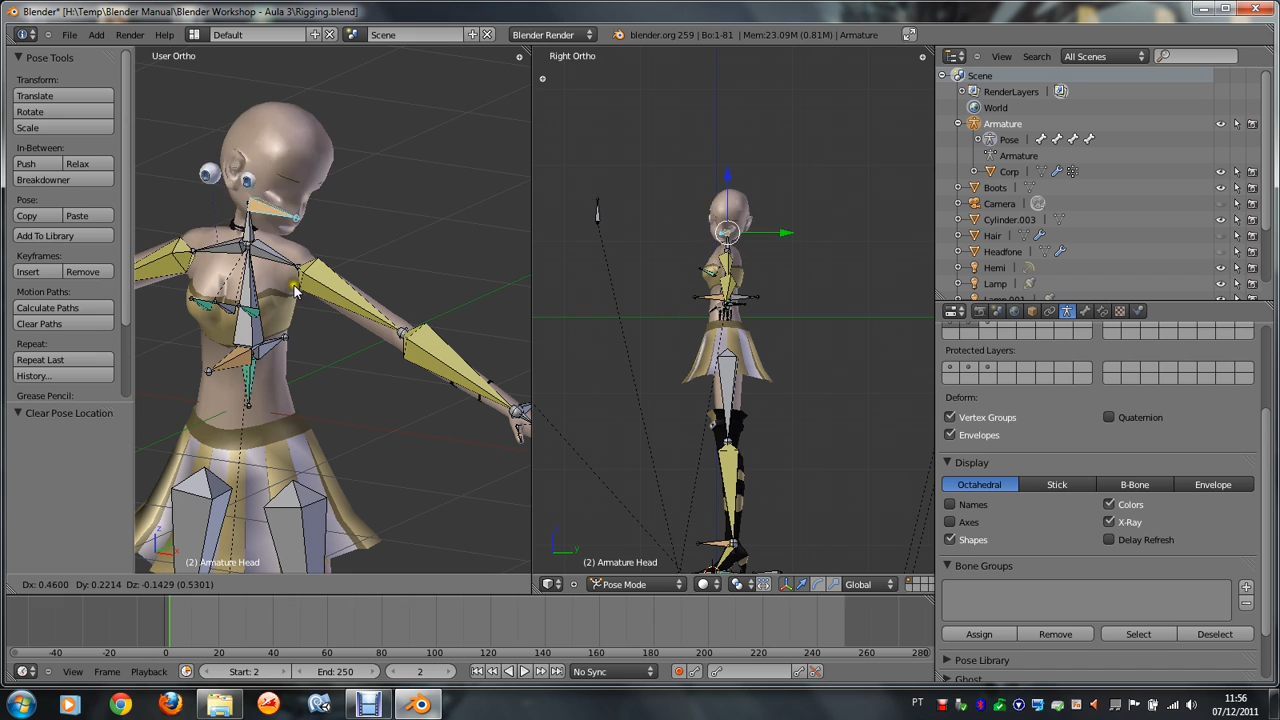 Blender* [H:\Temp\Blender Manual\Blender Workshop - Aula 3\Rigging.blend]
File Add Render Help Default Scene Blender Render blender.org 259 | Bo:1-81 | Mem:23.09M (0.81M) | Armature
Pose Tools
Transform:
Translate
Rotate
Scale
In-Between:
Push Relax
Breakdowner
Pose:
Copy Paste
Add To Library
Keyframes:
Insert Remove
Motion Paths:
Calculate Paths
Clear Paths
Repeat:
Repeat Last
History...
Grease Pencil:
Clear Pose Location
User Ortho
(2) Armature Head
Dx: 0.4600 Dy: 0.2214 Dz: -0.1429 (0.5301)
Right Ortho
(2) Armature Head
Pose Mode Global
View Search All Scenes
Scene
RenderLayers
World
Armature
Pose
Armature
Corp
Boots
Camera
Cylinder.003
Hair
Headfone
Hemi
Lamp
Lamp.001
Protected Layers:
Deform:
Vertex Groups Quaternion
Envelopes
Display
Octahedral Stick B-Bone Envelope
Names Colors
Axes X-Ray
Shapes Delay Refresh
Bone Groups
Assign Remove Select Deselect
Pose Library
Ghost
-40 -20 0 20 40 60 80 100 120 140 160 180 200 220 240 260 280
View Frame Playback Start: 2 End: 250 2 No Sync
PT 11:56
07/12/2011